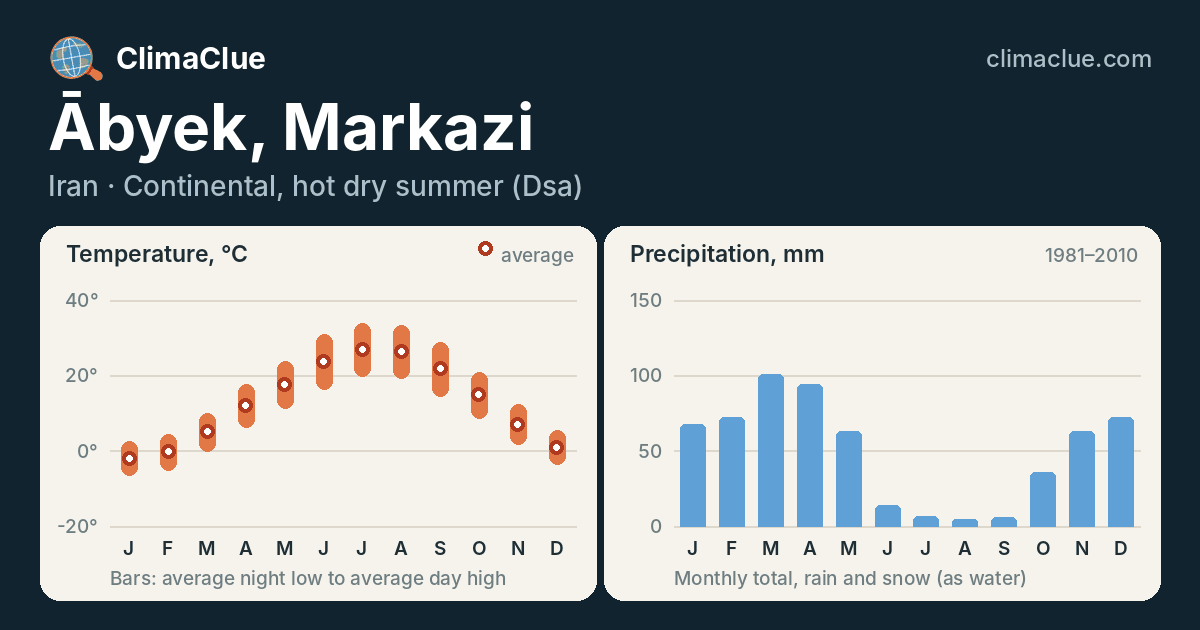 ClimaClue
climaclue.com
Ābyek, Markazi
Iran · Continental, hot dry summer (Dsa)
Temperature, °C
average
40°
20°
0°
-20°
J F M A M J J A S O N D
Bars: average night low to average day high
Precipitation, mm
1981–2010
150
100
50
0
J F M A M J J A S O N D
Monthly total, rain and snow (as water)